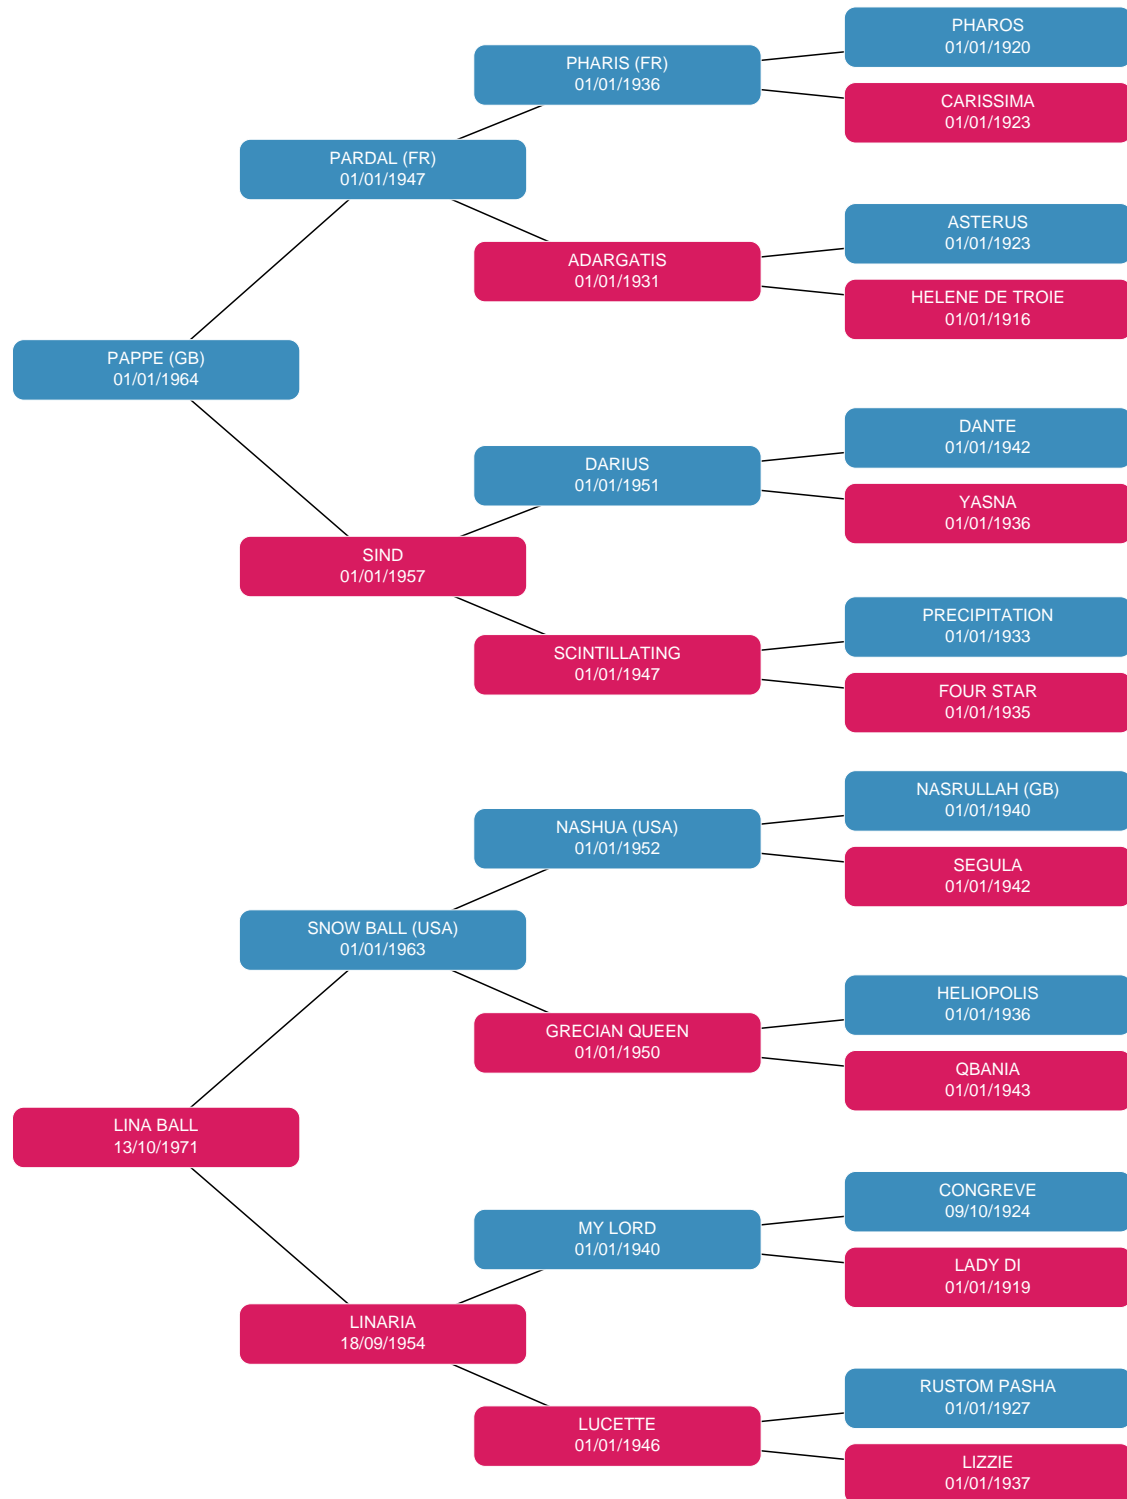 PHAROS
01/01/1920
PHARIS (FR)
01/01/1936
CARISSIMA
01/01/1923
PARDAL (FR)
01/01/1947
ASTERUS
01/01/1923
ADARGATIS
01/01/1931
HELENE DE TROIE
01/01/1916
PAPPE (GB)
01/01/1964
DANTE
01/01/1942
DARIUS
01/01/1951
YASNA
01/01/1936
SIND
01/01/1957
PRECIPITATION
01/01/1933
SCINTILLATING
01/01/1947
FOUR STAR
01/01/1935
NASRULLAH (GB)
01/01/1940
NASHUA (USA)
01/01/1952
SEGULA
01/01/1942
SNOW BALL (USA)
01/01/1963
HELIOPOLIS
01/01/1936
GRECIAN QUEEN
01/01/1950
QBANIA
01/01/1943
LINA BALL
13/10/1971
CONGREVE
09/10/1924
MY LORD
01/01/1940
LADY DI
01/01/1919
LINARIA
18/09/1954
RUSTOM PASHA
01/01/1927
LUCETTE
01/01/1946
LIZZIE
01/01/1937